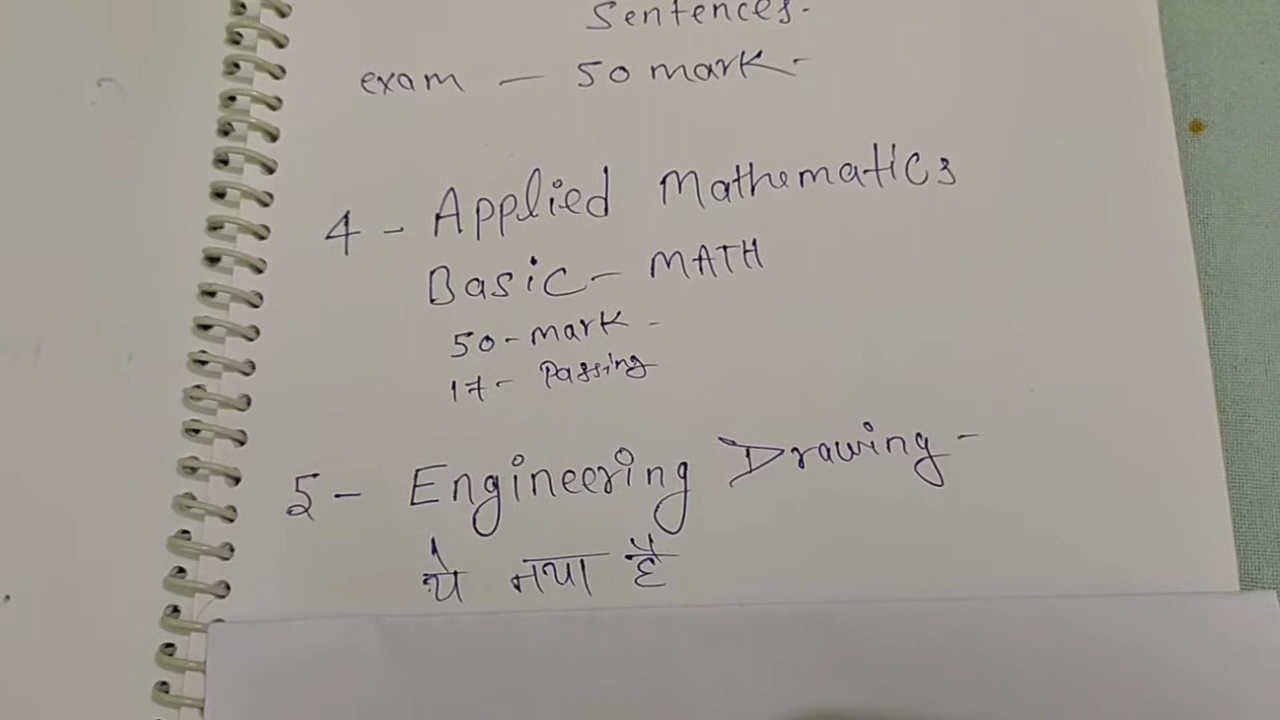 Sentences.
exam - 50 mark-
4 - Applied Mathematics
Basic - MATH
50 - mark -
17 - Passing
5 - Engineering Drawing -
ये नया है